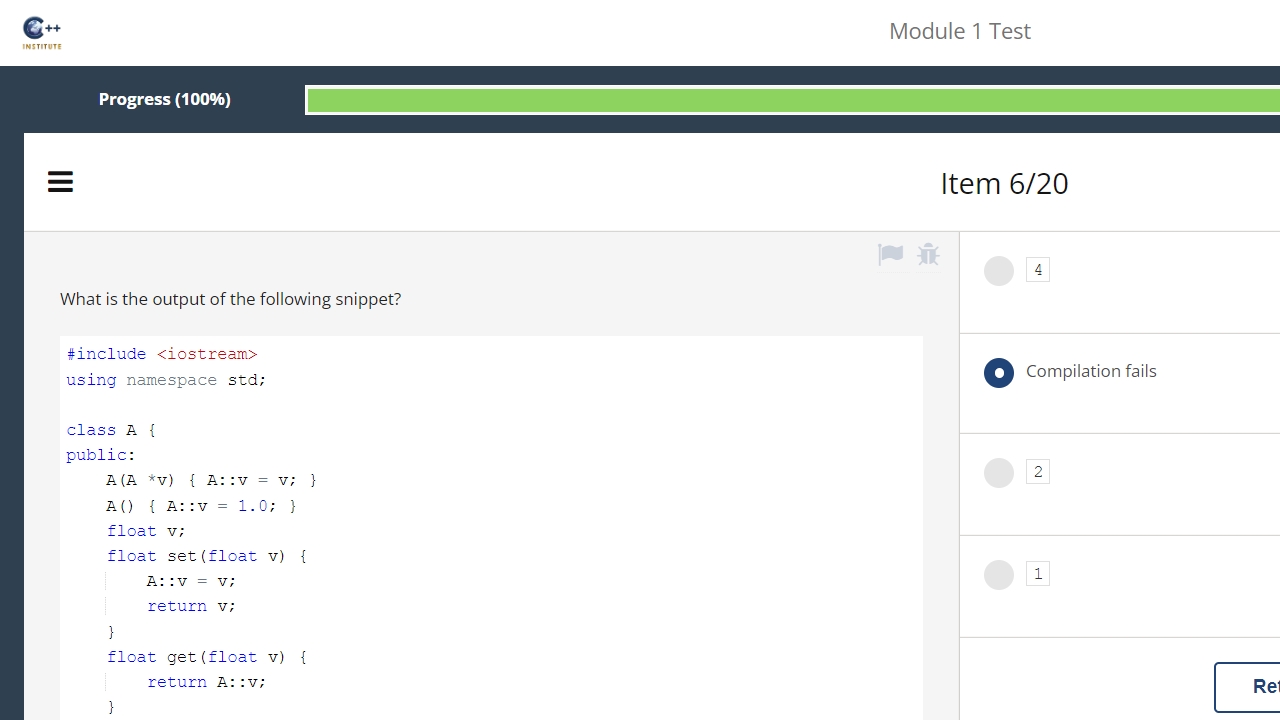 C++
INSTITUTE
Module 1 Test
Progress (100%)
Item 6/20
What is the output of the following snippet?
#include <iostream>
using namespace std;
class A {
public:
A(A *v) { A::v = v; }
A() { A::v = 1.0; }
float v;
float set(float v) {
A::v = v;
return v;
}
float get(float v) {
return A::v;
}
4
Compilation fails
2
1